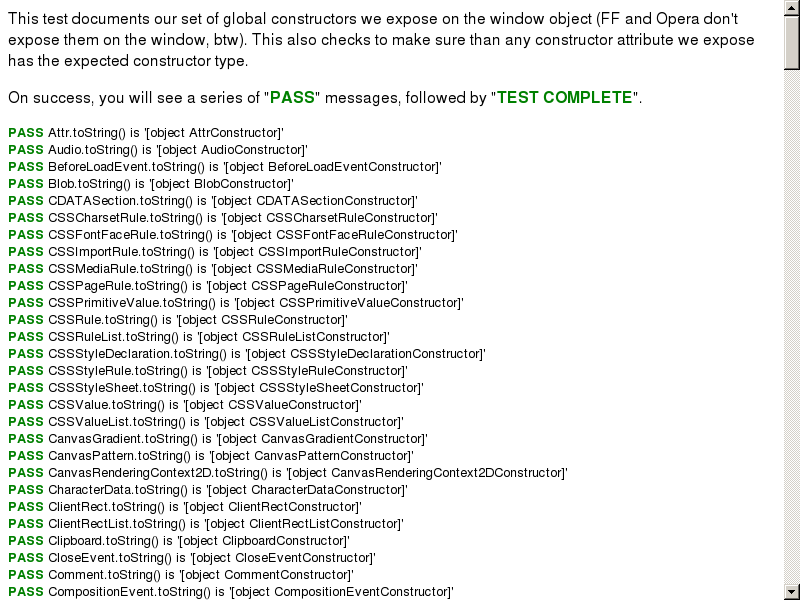 This test documents our set of global constructors we expose on the window object (FF and Opera don't
expose them on the window, btw). This also checks to make sure than any constructor attribute we expose
has the expected constructor type.
On success, you will see a series of "PASS" messages, followed by "TEST COMPLETE".
PASS Attr.toString() is '[object AttrConstructor]'
PASS Audio.toString() is '[object AudioConstructor]'
PASS BeforeLoadEvent.toString() is '[object BeforeLoadEventConstructor]'
PASS Blob.toString() is '[object BlobConstructor]'
PASS CDATASection.toString() is '[object CDATASectionConstructor]'
PASS CSSCharsetRule.toString() is '[object CSSCharsetRuleConstructor]'
PASS CSSFontFaceRule.toString() is '[object CSSFontFaceRuleConstructor]'
PASS CSSImportRule.toString() is '[object CSSImportRuleConstructor]'
PASS CSSMediaRule.toString() is '[object CSSMediaRuleConstructor]'
PASS CSSPageRule.toString() is '[object CSSPageRuleConstructor]'
PASS CSSPrimitiveValue.toString() is '[object CSSPrimitiveValueConstructor]'
PASS CSSRule.toString() is '[object CSSRuleConstructor]'
PASS CSSRuleList.toString() is '[object CSSRuleListConstructor]'
PASS CSSStyleDeclaration.toString() is '[object CSSStyleDeclarationConstructor]'
PASS CSSStyleRule.toString() is '[object CSSStyleRuleConstructor]'
PASS CSSStyleSheet.toString() is '[object CSSStyleSheetConstructor]'
PASS CSSValue.toString() is '[object CSSValueConstructor]'
PASS CSSValueList.toString() is '[object CSSValueListConstructor]'
PASS CanvasGradient.toString() is '[object CanvasGradientConstructor]'
PASS CanvasPattern.toString() is '[object CanvasPatternConstructor]'
PASS CanvasRenderingContext2D.toString() is '[object CanvasRenderingContext2DConstructor]'
PASS CharacterData.toString() is '[object CharacterDataConstructor]'
PASS ClientRect.toString() is '[object ClientRectConstructor]'
PASS ClientRectList.toString() is '[object ClientRectListConstructor]'
PASS Clipboard.toString() is '[object ClipboardConstructor]'
PASS CloseEvent.toString() is '[object CloseEventConstructor]'
PASS Comment.toString() is '[object CommentConstructor]'
PASS CompositionEvent.toString() is '[object CompositionEventConstructor]'